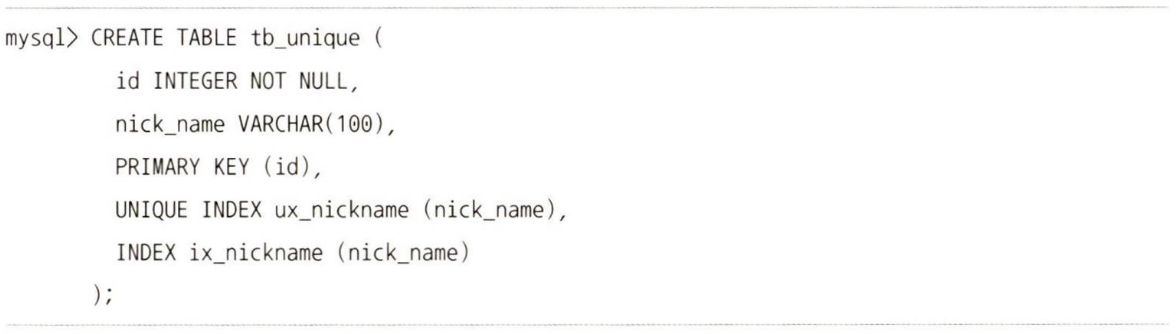 mysql> CREATE TABLE tb_unique (
id INTEGER NOT NULL,
nick_name VARCHAR(100),
PRIMARY KEY (id),
UNIQUE INDEX ux_nickname (nick_name),
INDEX ix_nickname (nick_name)
);